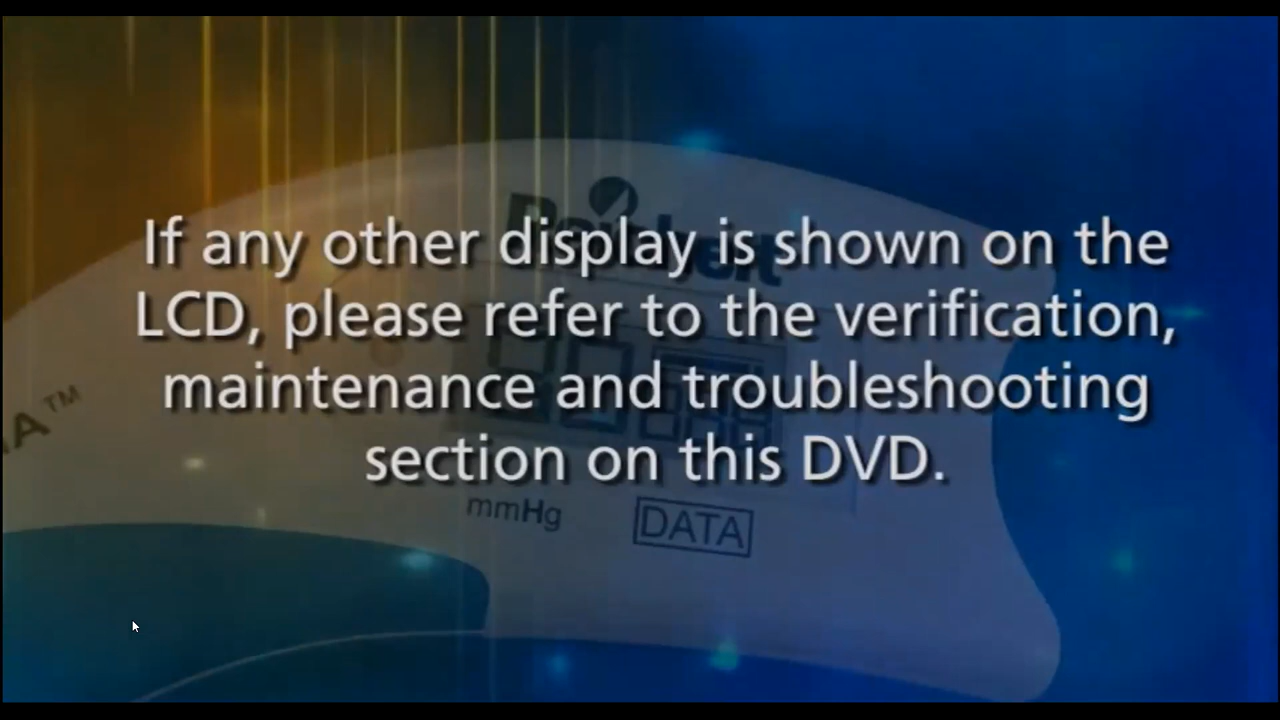 If any other display is shown on the
LCD, please refer to the verification,
maintenance and troubleshooting
section on this DVD.
A™
mmHg
DATA